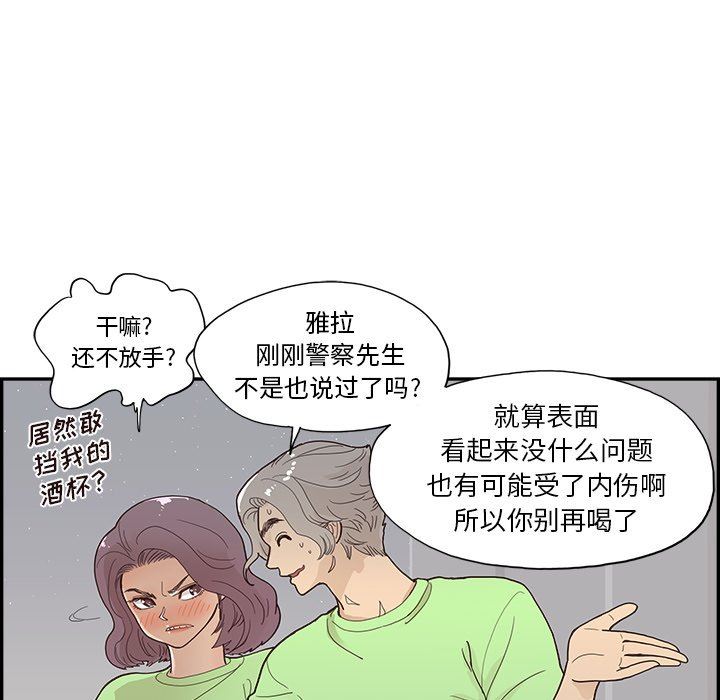 干嘛?
还不放手?
居然敢
挡我的
酒杯?
雅拉
刚刚警察先生
不是也说过了吗?
就算表面
看起来没什么问题
也有可能受了内伤啊
所以你别再喝了